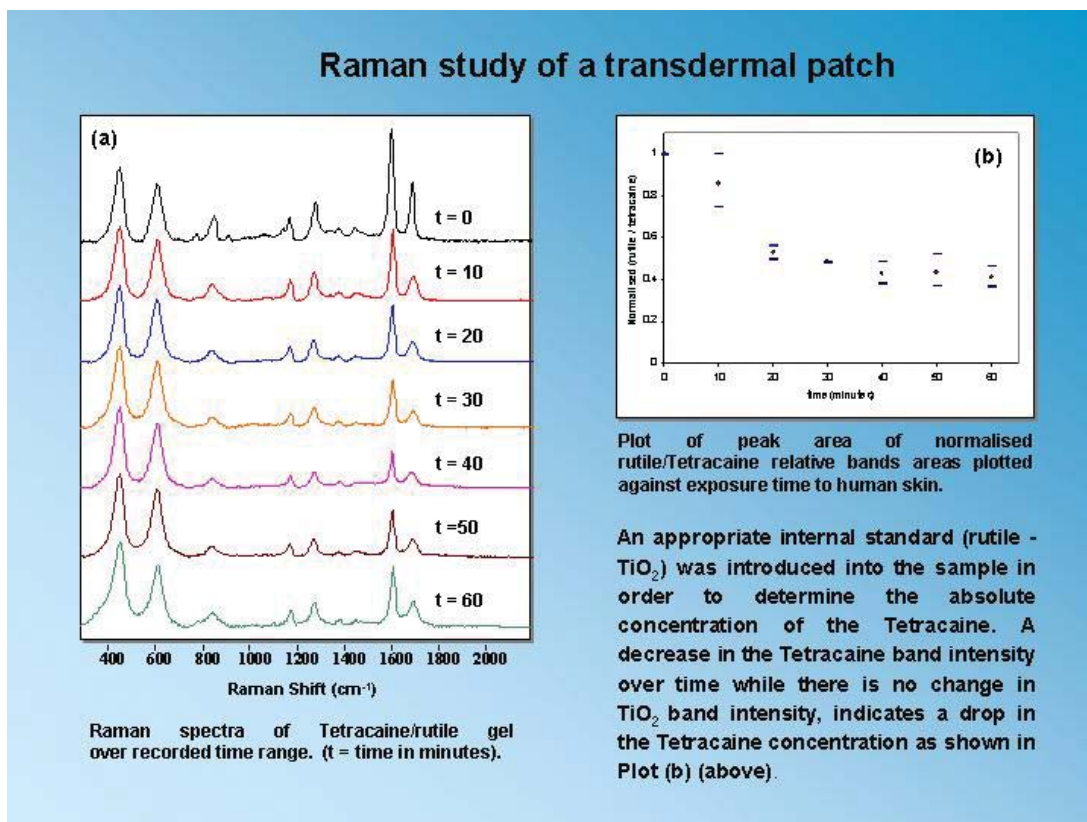 Raman study of a transdermal patch
(a)
t = 0
t = 10
t = 20
t = 30
t = 40
t =50
t = 60
400 600 800 1000 1200 1400 1600 1800 2000
Raman Shift (cm⁻¹)
Raman spectra of Tetracaine/rutile gel
over recorded time range. (t = time in minutes).
(b)
Normalised (rutile / tetracaine)
1
0.8
0.6
0.4
0.2
0
0 10 20 30 40 50 60
time (minutes)
Plot of peak area of normalised
rutile/Tetracaine relative bands areas plotted
against exposure time to human skin.
An appropriate internal standard (rutile -
TiO₂) was introduced into the sample in
order to determine the absolute
concentration of the Tetracaine. A
decrease in the Tetracaine band intensity
over time while there is no change in
TiO₂ band intensity, indicates a drop in
the Tetracaine concentration as shown in
Plot (b) (above).